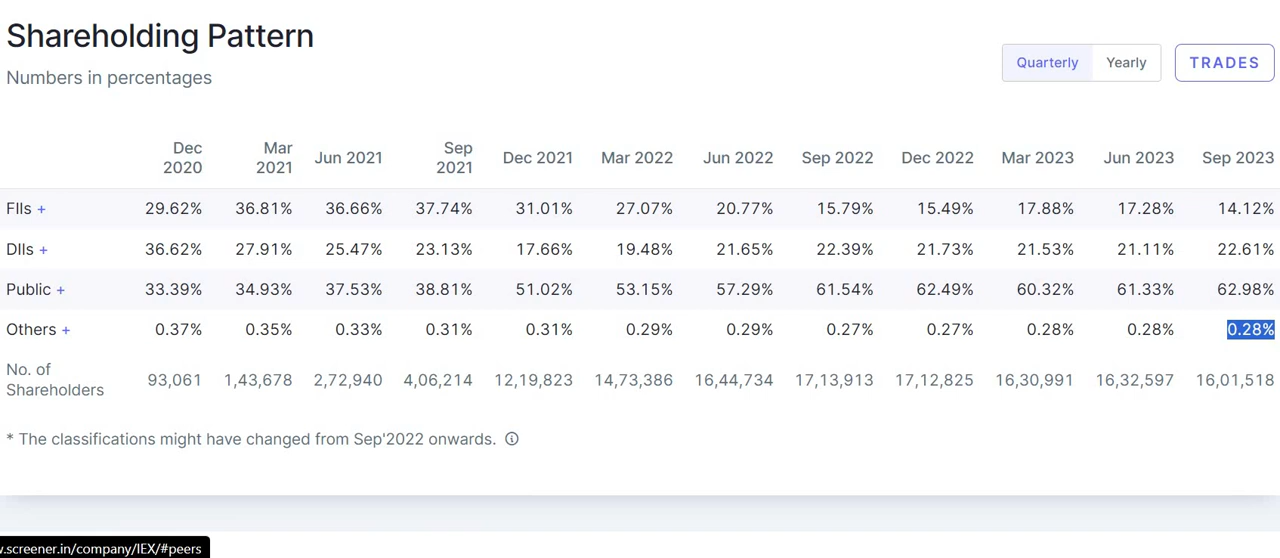 Shareholding Pattern
Numbers in percentages
Quarterly Yearly TRADES
Dec 2020 Mar 2021 Jun 2021 Sep 2021 Dec 2021 Mar 2022 Jun 2022 Sep 2022 Dec 2022 Mar 2023 Jun 2023 Sep 2023
FIIs + 29.62% 36.81% 36.66% 37.74% 31.01% 27.07% 20.77% 15.79% 15.49% 17.88% 17.28% 14.12%
DIIs + 36.62% 27.91% 25.47% 23.13% 17.66% 19.48% 21.65% 22.39% 21.73% 21.53% 21.11% 22.61%
Public + 33.39% 34.93% 37.53% 38.81% 51.02% 53.15% 57.29% 61.54% 62.49% 60.32% 61.33% 62.98%
Others + 0.37% 0.35% 0.33% 0.31% 0.31% 0.29% 0.29% 0.27% 0.27% 0.28% 0.28% 0.28%
No. of Shareholders 93,061 1,43,678 2,72,940 4,06,214 12,19,823 14,73,386 16,44,734 17,13,913 17,12,825 16,30,991 16,32,597 16,01,518
* The classifications might have changed from Sep'2022 onwards.
.screener.in/company/IEX/#peers